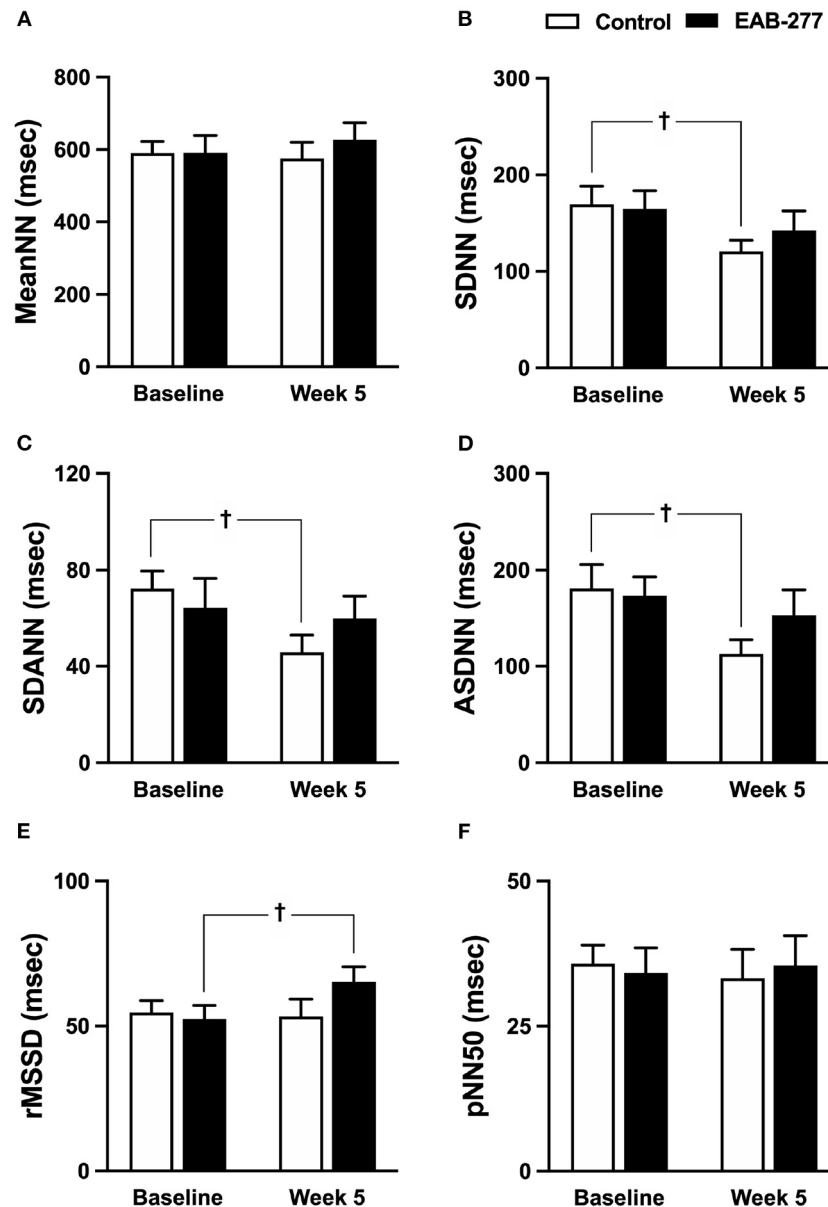 A
B
Control EAB-277
MeanNN (msec)
800
600
400
200
0
Baseline Week 5
SDNN (msec)
300
200
100
0
†
Baseline Week 5
C
SDANN (msec)
120
80
40
0
†
Baseline Week 5
D
ASDNN (msec)
300
200
100
0
†
Baseline Week 5
E
rMSSD (msec)
100
50
0
†
Baseline Week 5
F
pNN50 (msec)
50
25
0
Baseline Week 5